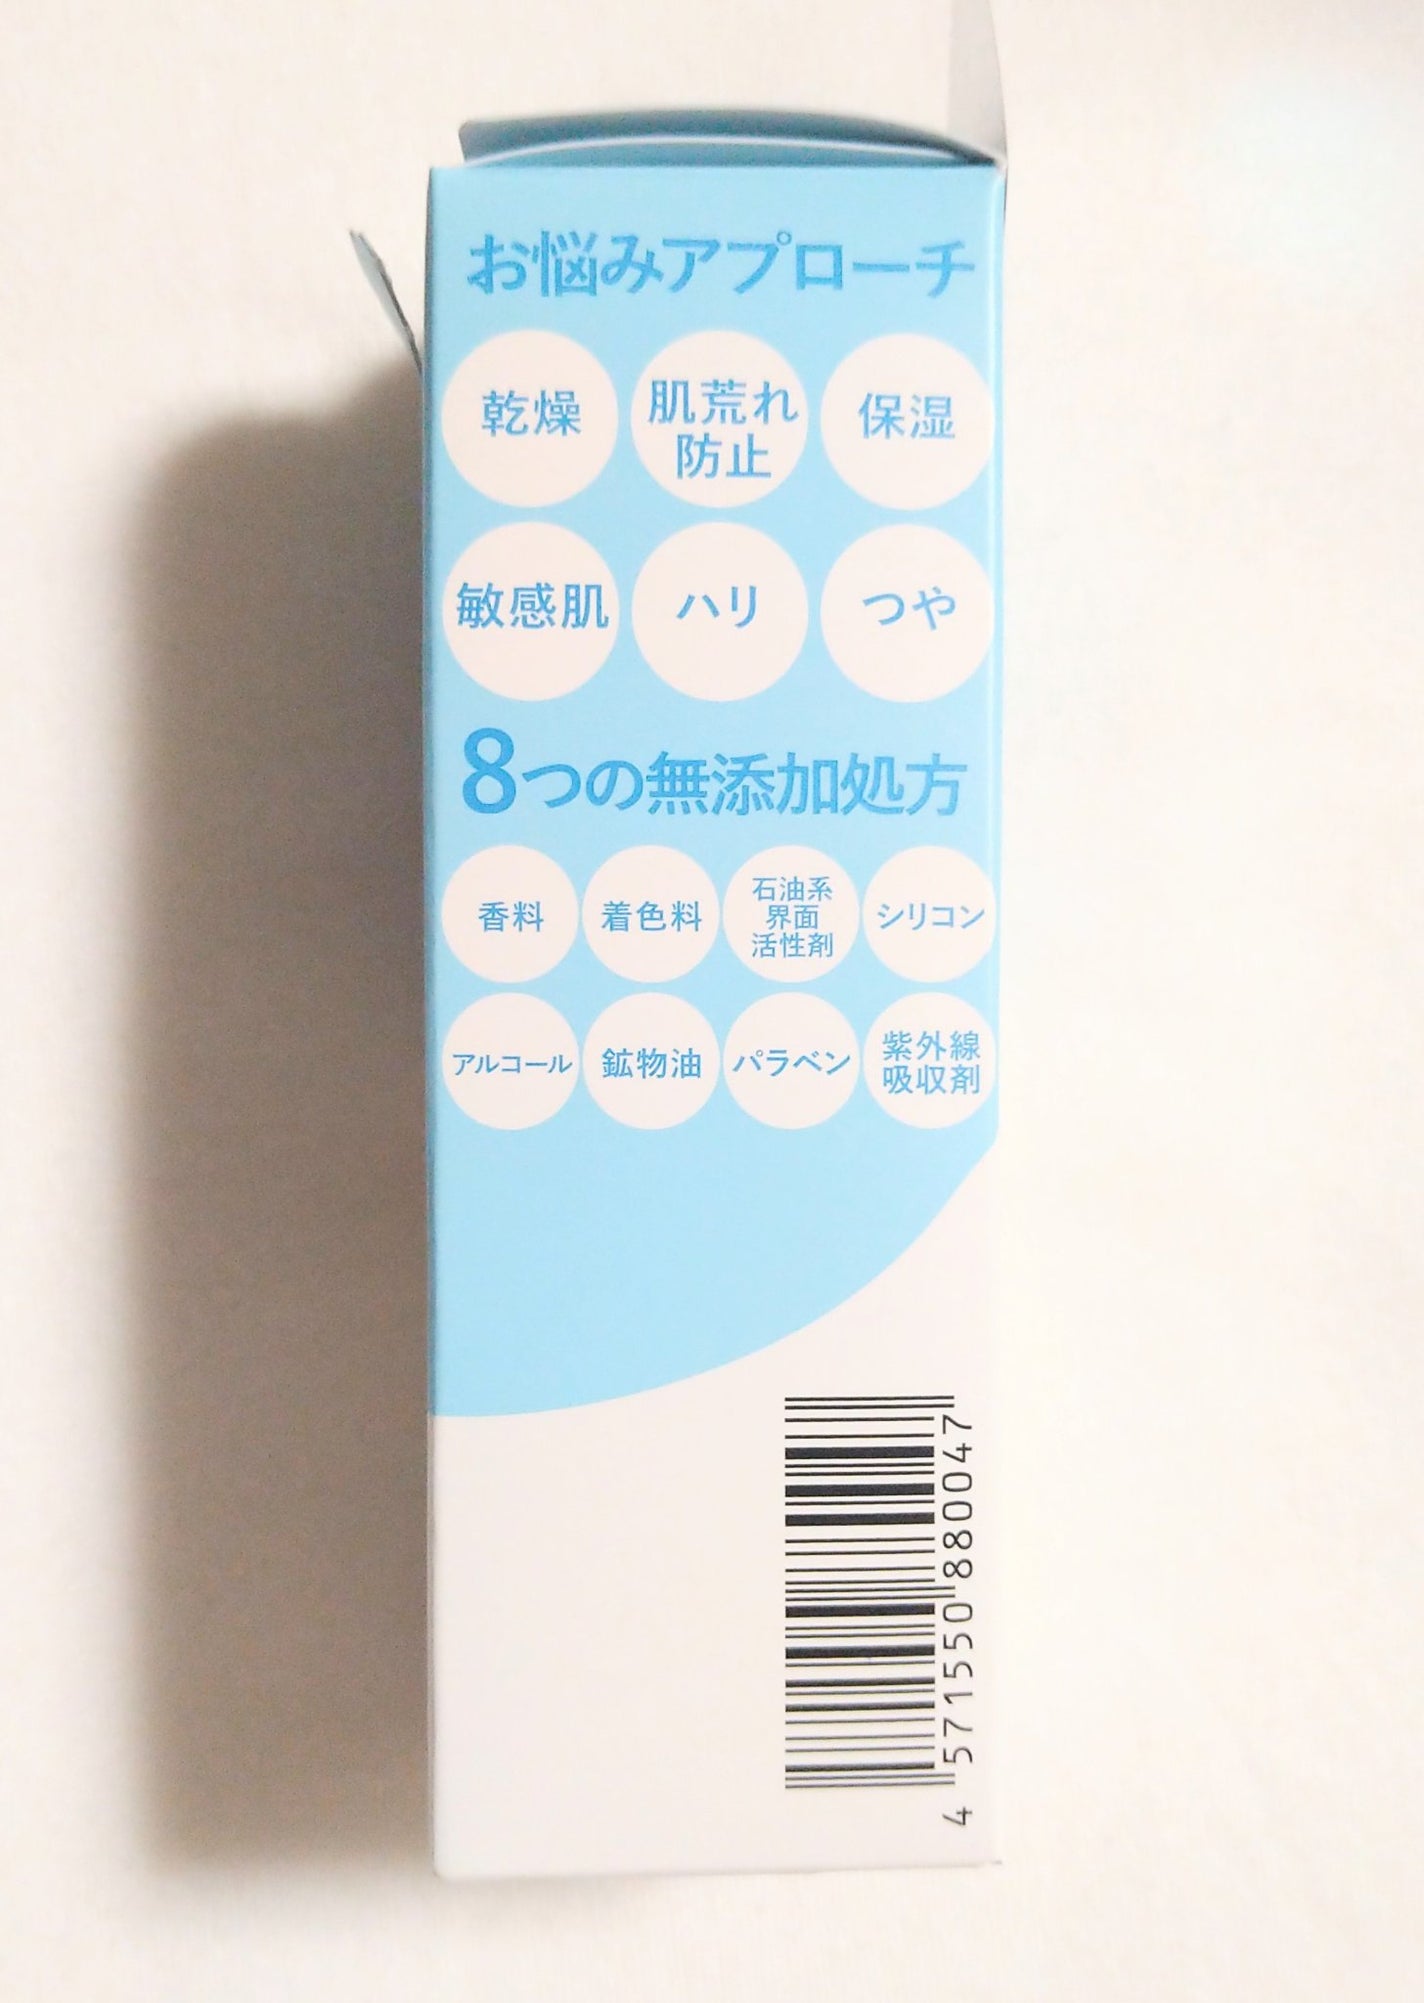 お悩みアプローチ
乾燥
肌荒れ
防止
保湿
敏感肌
ハリ
つや
8つの無添加処方
香料
着色料
石油系
界面
活性剤
シリコン
アルコール
鉱物油
パラベン
紫外線
吸収剤
4 571550 880047